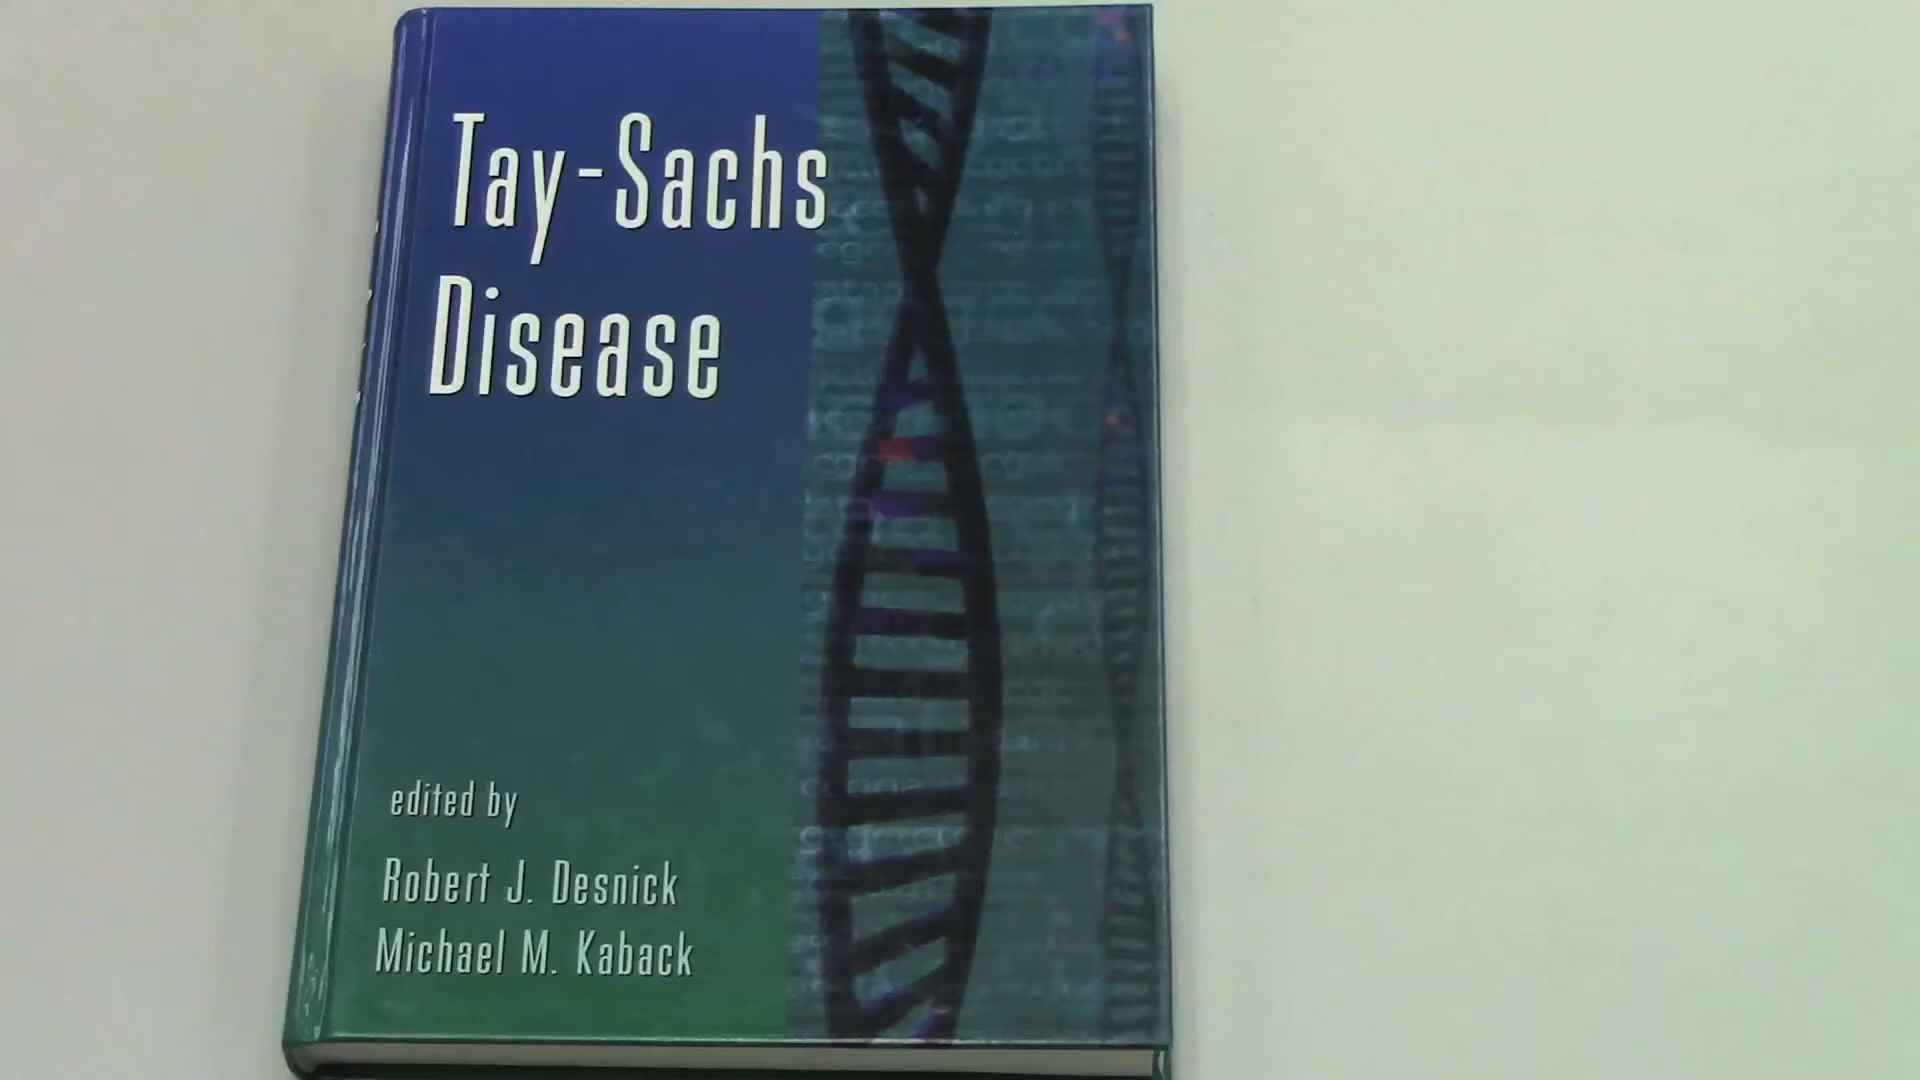 Tay-Sachs
Disease
edited by
Robert J. Desnick
Michael M. Kaback